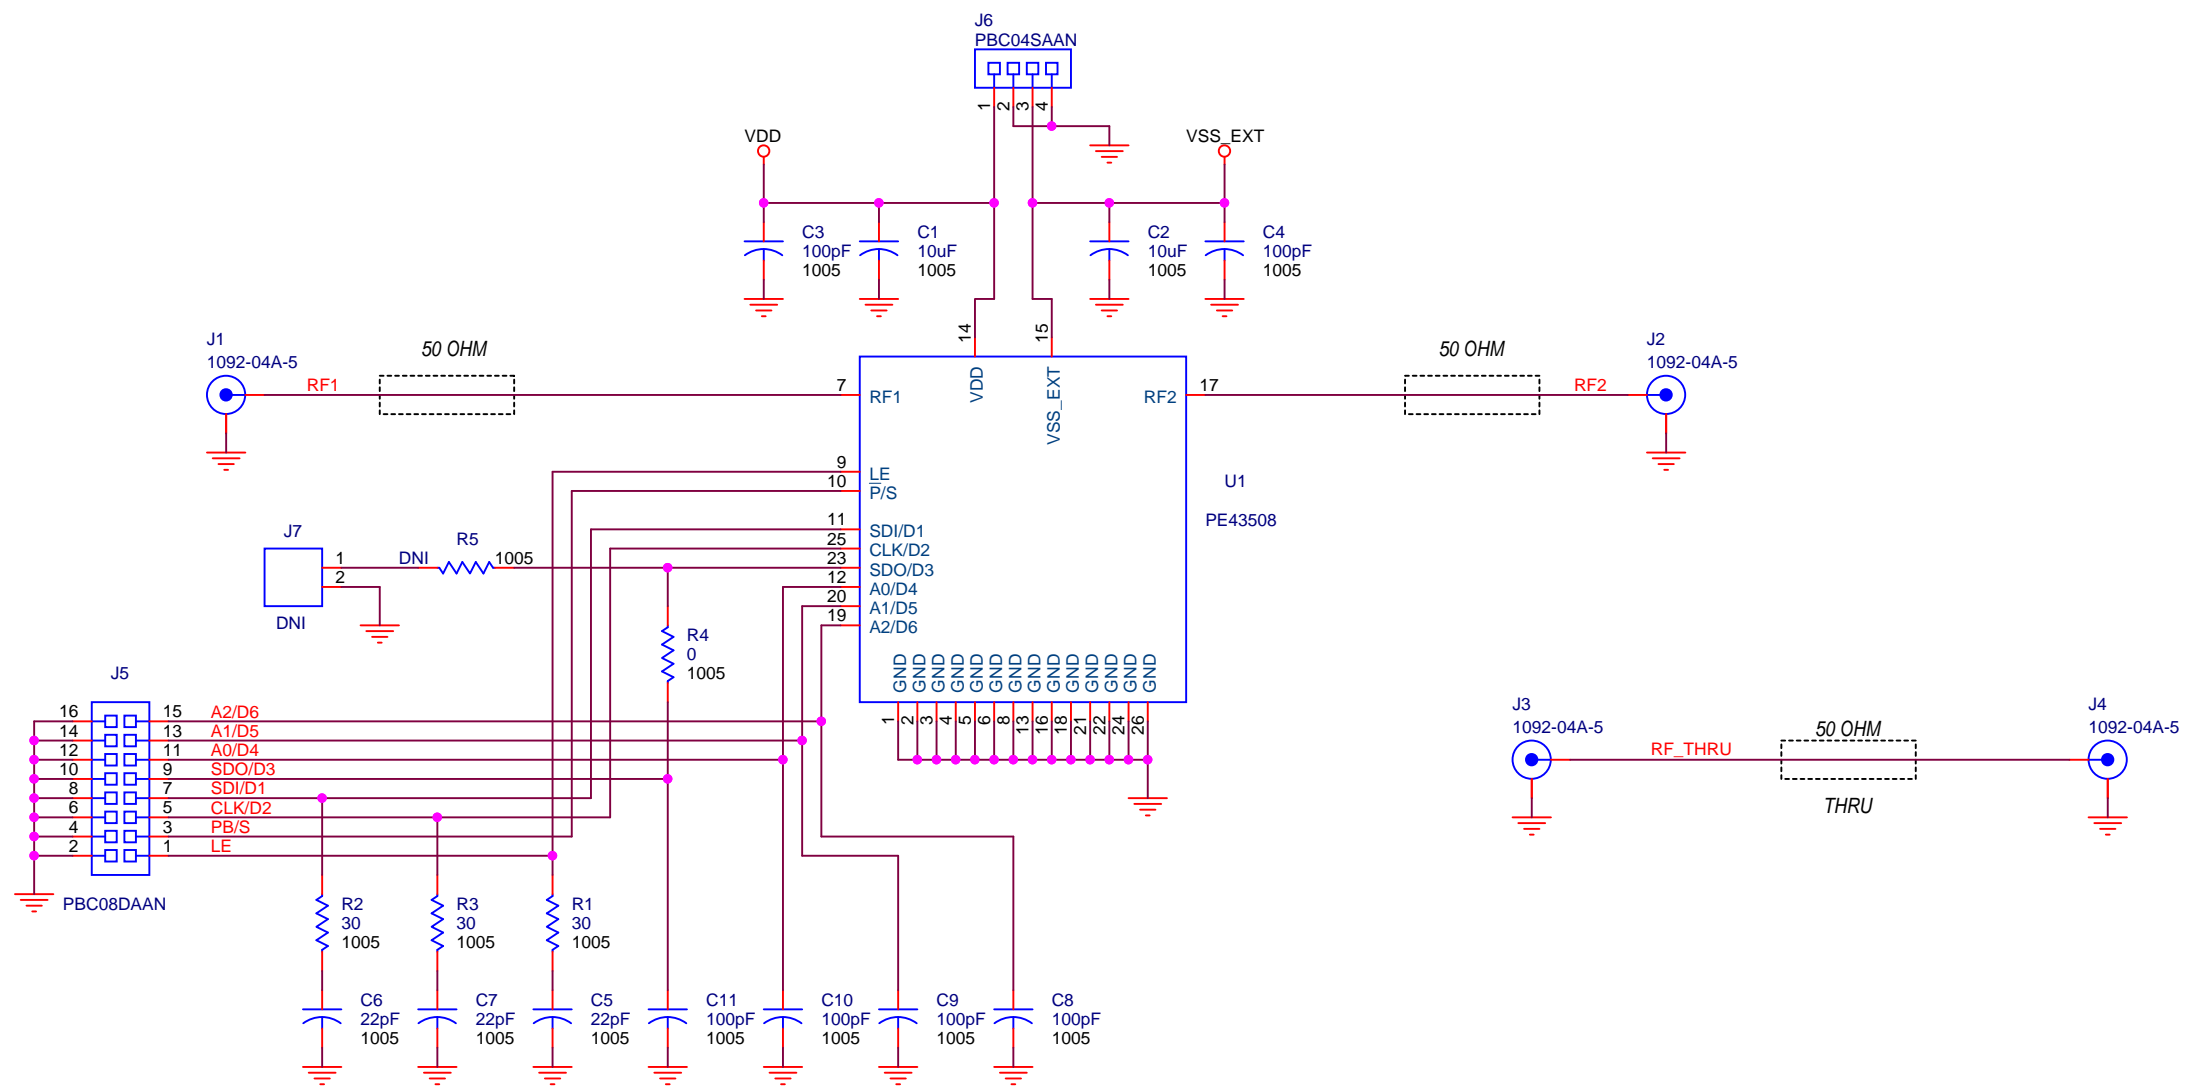 J6
PBC04SAAN
1
2
3
4
VDD
VSS_EXT
C3
100pF
1005
C1
10uF
1005
C2
10uF
1005
C4
100pF
1005
14
15
J1
1092-04A-5
50 OHM
RF1
7
RF1
VDD
VSS_EXT
RF2
17
50 OHM
RF2
J2
1092-04A-5
9
LE
10
P/S
U1
PE43508
11
SDI/D1
25
CLK/D2
23
SDO/D3
12
A0/D4
20
A1/D5
19
A2/D6
J7
1
2
DNI
DNI
R5
1005
R4
0
1005
GND
GND
GND
GND
GND
GND
GND
GND
GND
GND
GND
GND
GND
GND
1
2
3
4
5
6
8
13
16
18
21
22
24
26
J5
16
15
A2/D6
14
13
A1/D5
12
11
A0/D4
10
9
SDO/D3
8
7
SDI/D1
6
5
CLK/D2
4
3
PB/S
2
1
LE
PBC08DAAN
J3
1092-04A-5
RF_THRU
50 OHM
THRU
J4
1092-04A-5
R2
30
1005
R3
30
1005
R1
30
1005
C6
22pF
1005
C7
22pF
1005
C5
22pF
1005
C11
100pF
1005
C10
100pF
1005
C9
100pF
1005
C8
100pF
1005